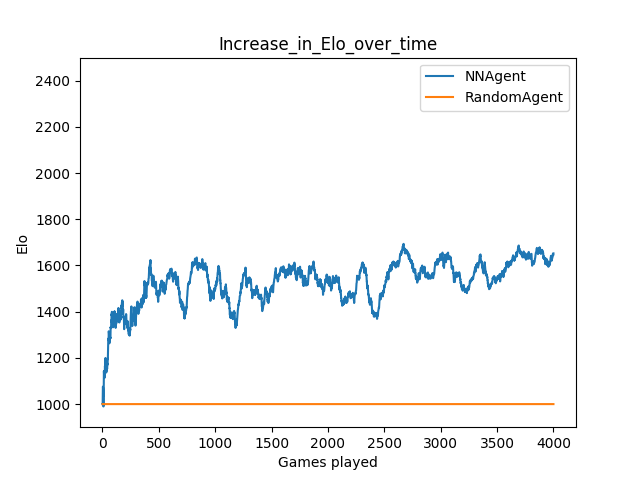 Increase_in_Elo_over_time
NNAgent
RandomAgent
2400
2200
2000
1800
1600
1400
1200
1000
Elo
0 500 1000 1500 2000 2500 3000 3500 4000
Games played